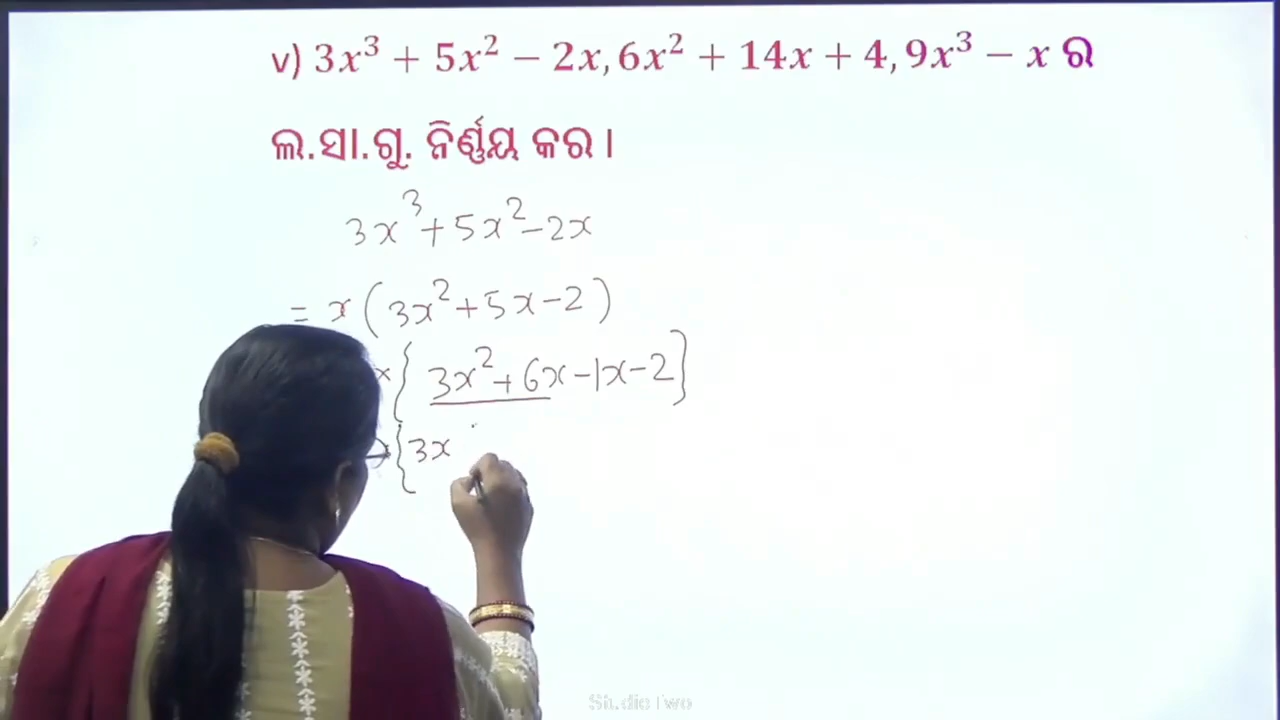 v) 3x³ + 5x² − 2x, 6x² + 14x + 4, 9x³ − x ର
ଲ.ସା.ଗୁ. ନିର୍ଣ୍ଣୟ କର।
3x³+5x²-2x
= x(3x²+5x-2)
x{3x²+6x-1x-2}
{3x